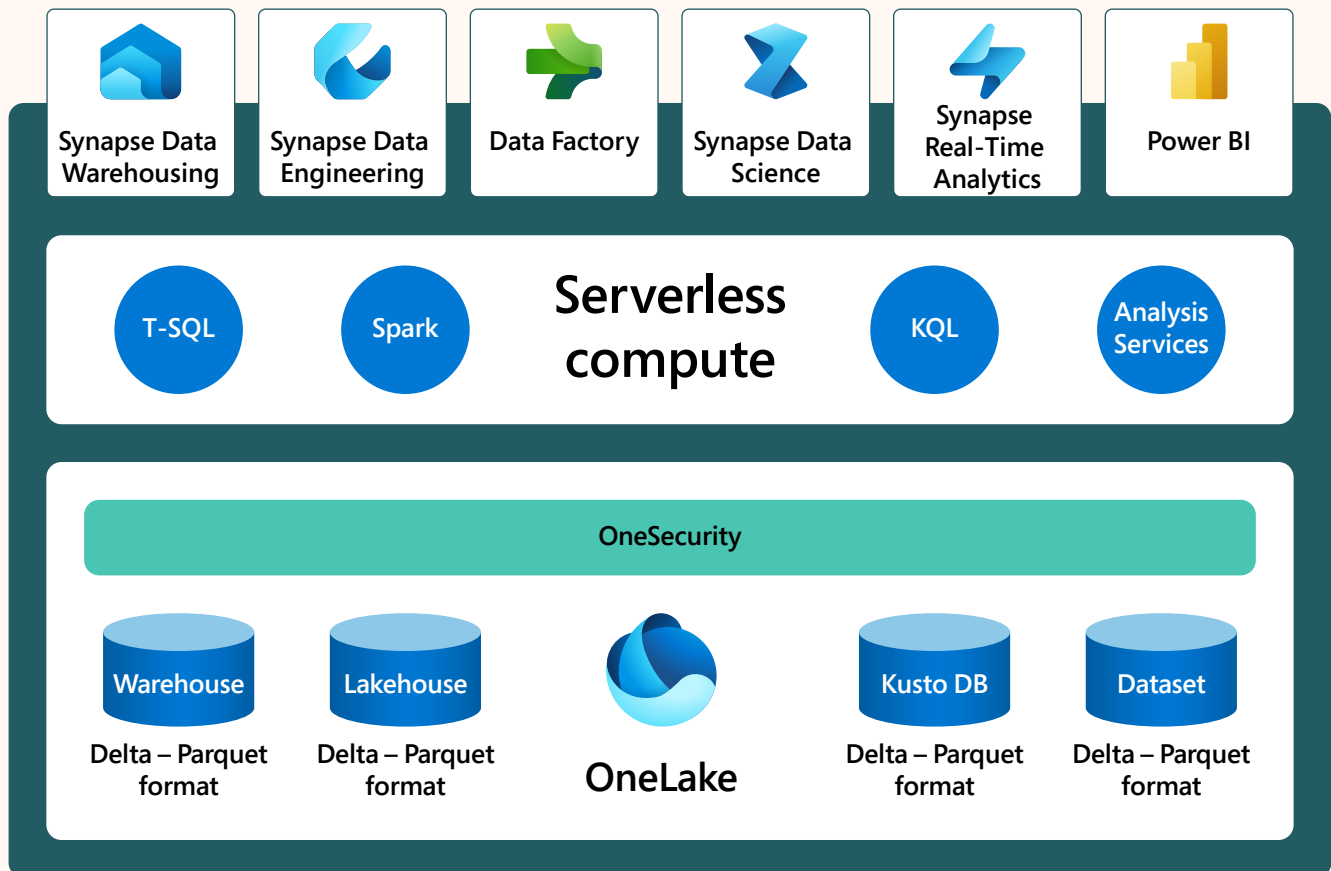 Synapse Data
Warehousing
Synapse Data
Engineering
Data Factory
Synapse Data
Science
Synapse
Real-Time
Analytics
Power BI
T-SQL
Spark
Serverless
compute
KQL
Analysis
Services
OneSecurity
Warehouse
Delta – Parquet
format
Lakehouse
Delta – Parquet
format
OneLake
Kusto DB
Delta – Parquet
format
Dataset
Delta – Parquet
format